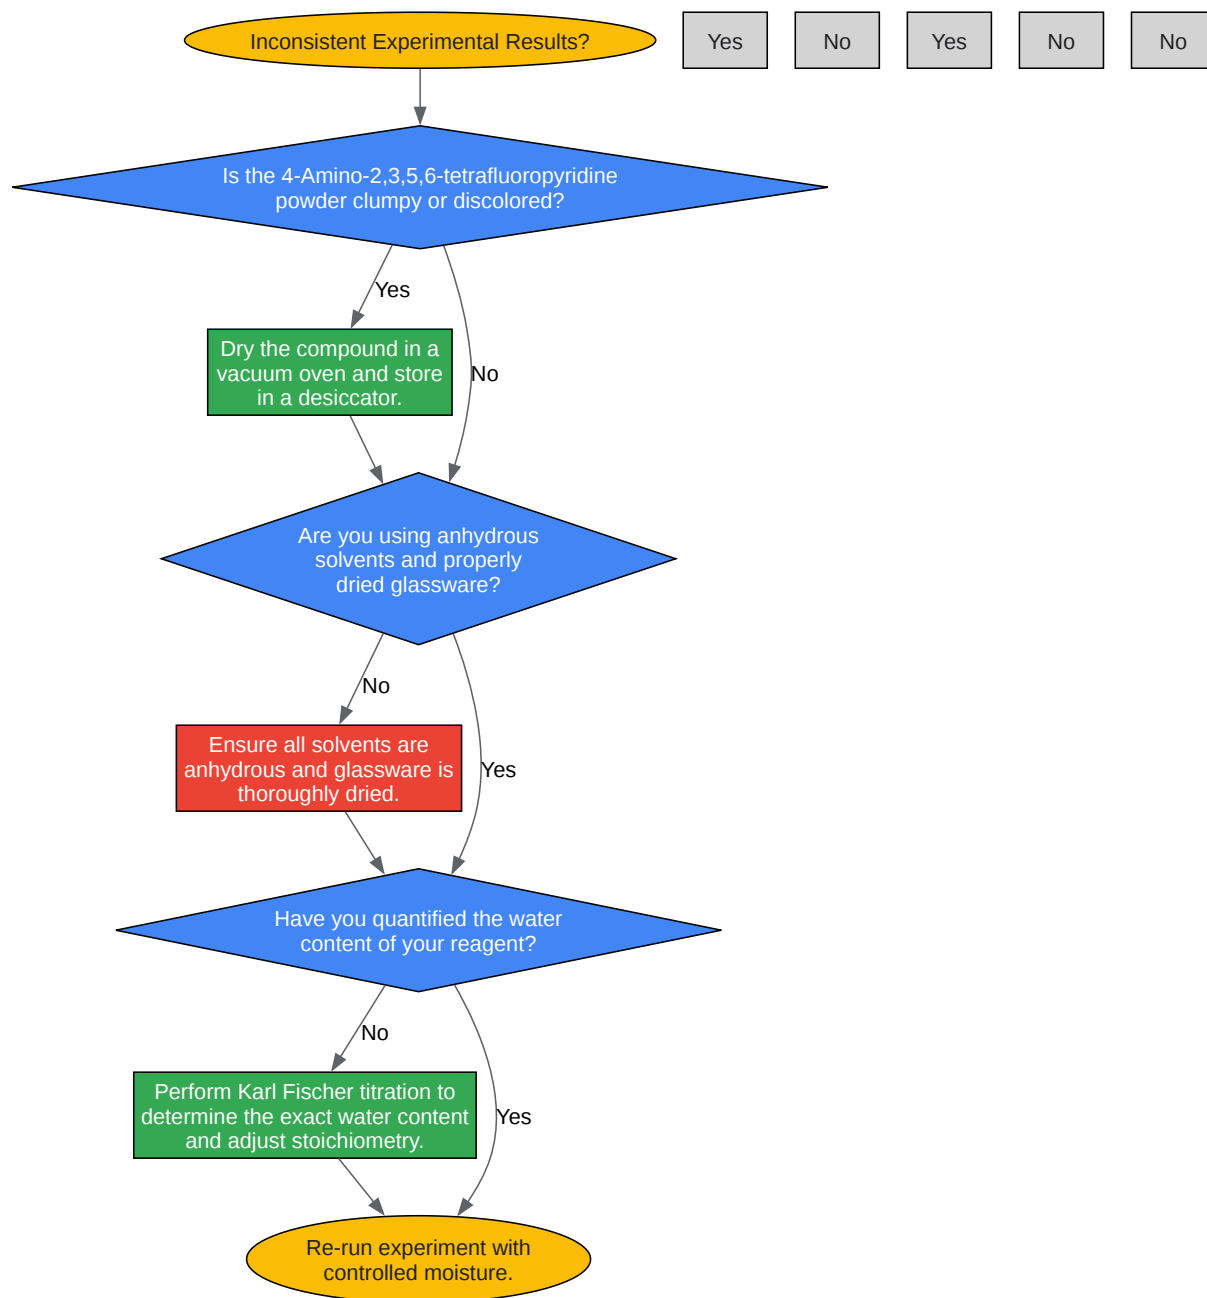 Inconsistent Experimental Results?
Yes
No
Yes
No
No
Is the 4-Amino-2,3,5,6-tetrafluoropyridine
powder clumpy or discolored?
Yes
Dry the compound in a
vacuum oven and store
in a desiccator.
No
Are you using anhydrous
solvents and properly
dried glassware?
No
Ensure all solvents are
anhydrous and glassware is
thoroughly dried.
Yes
Have you quantified the water
content of your reagent?
No
Perform Karl Fischer titration to
determine the exact water content
and adjust stoichiometry.
Yes
Re-run experiment with
controlled moisture.